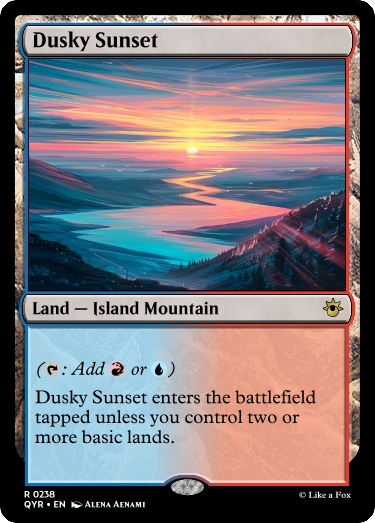 Dusky Sunset
Land — Island Mountain
(: Add or )
Dusky Sunset enters the battlefield
tapped unless you control two or
more basic lands.
R 0238
QYR • EN Alena Aenami
© Like a Fox